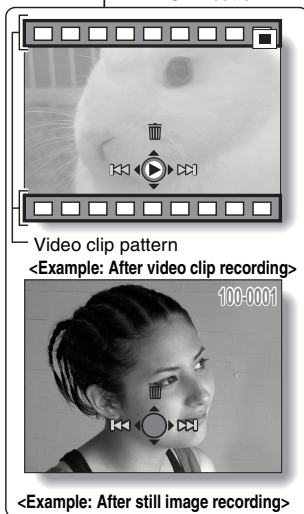 Video clip pattern
<Example: After video clip recording>
100-0001
<Example: After still image recording>